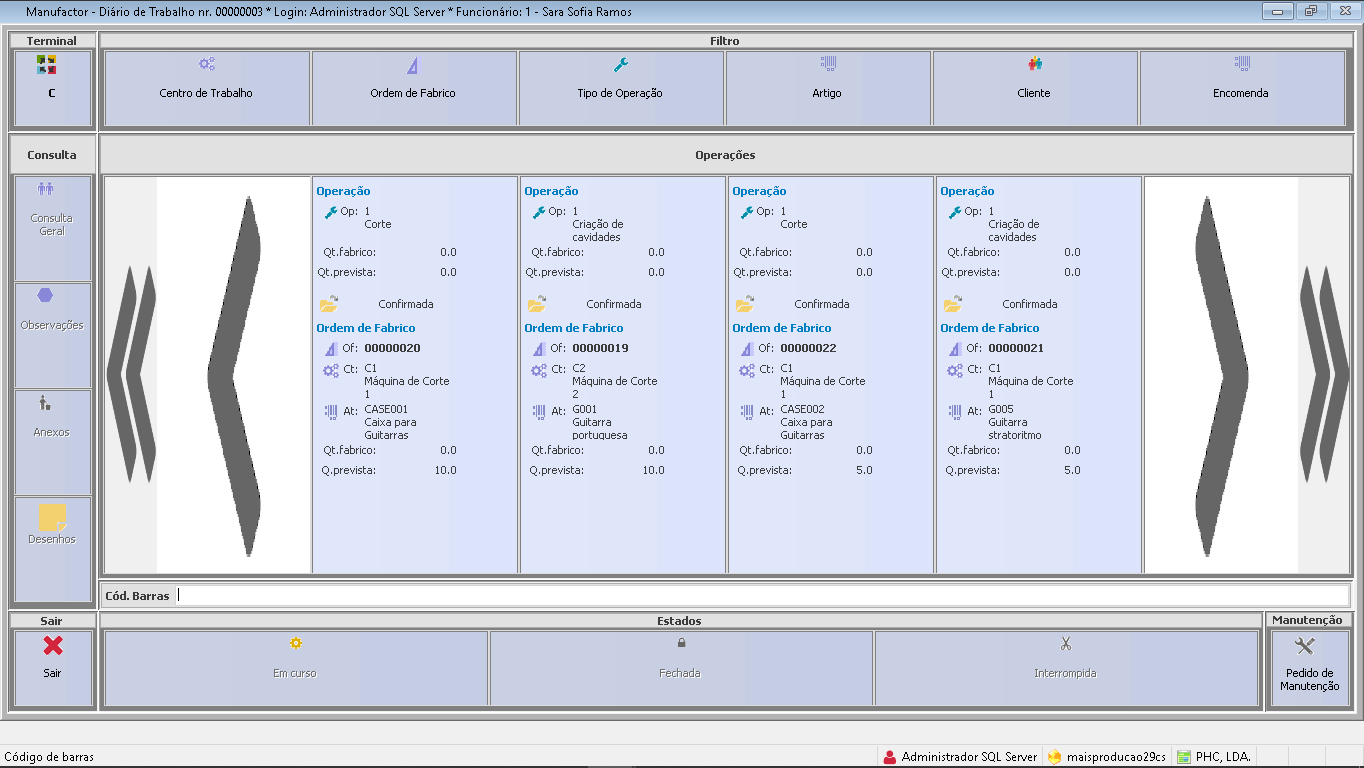 Manufactor - Diário de Trabalho nr. 00000003 * Login: Administrador SQL Server * Funcionário: 1 - Sara Sofia Ramos
Terminal
Filtro
C
Centro de Trabalho
Ordem de Fabrico
Tipo de Operação
Artigo
Cliente
Encomenda
Consulta
Operações
Consulta
Geral
Observações
Anexos
Desenhos
Operação
Op: 1
Corte
Qt.fabrico: 0.0
Qt.prevista: 0.0
Confirmada
Ordem de Fabrico
Of: 00000020
Ct: C1
Máquina de Corte
1
At: CASE001
Caixa para
Guitarras
Qt.fabrico: 0.0
Q.prevista: 10.0
Operação
Op: 1
Criação de
cavidades
Qt.fabrico: 0.0
Qt.prevista: 0.0
Confirmada
Ordem de Fabrico
Of: 00000019
Ct: C2
Máquina de Corte
2
At: G001
Guitarra
portuguesa
Qt.fabrico: 0.0
Q.prevista: 10.0
Operação
Op: 1
Corte
Qt.fabrico: 0.0
Qt.prevista: 0.0
Confirmada
Ordem de Fabrico
Of: 00000022
Ct: C1
Máquina de Corte
1
At: CASE002
Caixa para
Guitarras
Qt.fabrico: 0.0
Q.prevista: 5.0
Operação
Op: 1
Criação de
cavidades
Qt.fabrico: 0.0
Qt.prevista: 0.0
Confirmada
Ordem de Fabrico
Of: 00000021
Ct: C1
Máquina de Corte
1
At: G005
Guitarra
stratoritmo
Qt.fabrico: 0.0
Q.prevista: 5.0
Cód. Barras
Sair
Estados
Manutenção
Sair
Em curso
Fechada
Interrompida
Pedido de
Manutenção
Código de barras
Administrador SQL Server
maisproducao29cs
PHC, LDA.